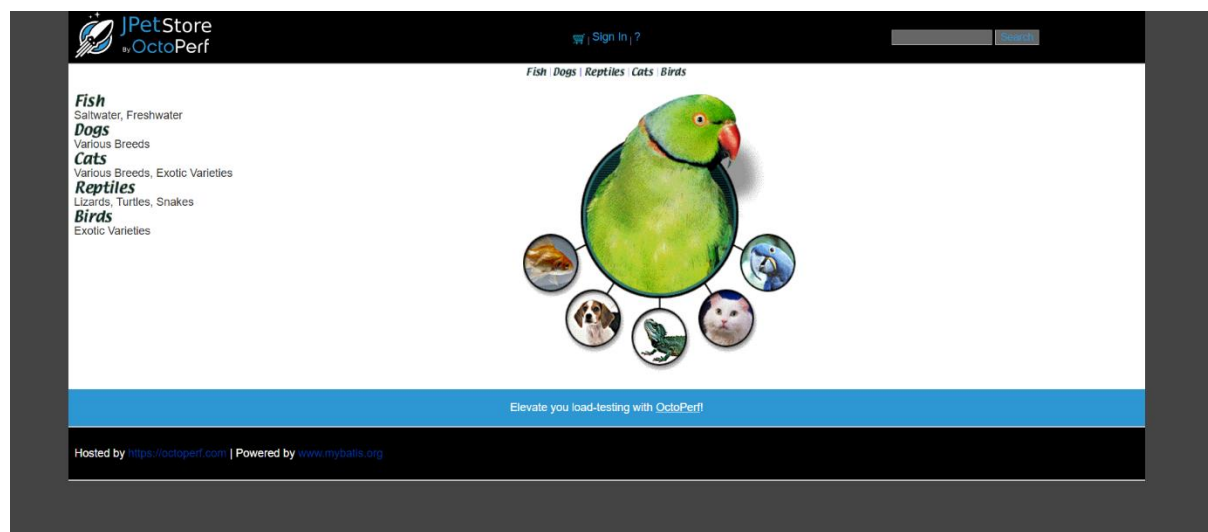 JPetStore
By OctoPerf
| Sign In | ?
Search
Fish | Dogs | Reptiles | Cats | Birds
Fish
Saltwater, Freshwater
Dogs
Various Breeds
Cats
Various Breeds, Exotic Varieties
Reptiles
Lizards, Turtles, Snakes
Birds
Exotic Varieties
Elevate you load-testing with OctoPerf!
Hosted by https://octoperf.com | Powered by www.mybatis.org